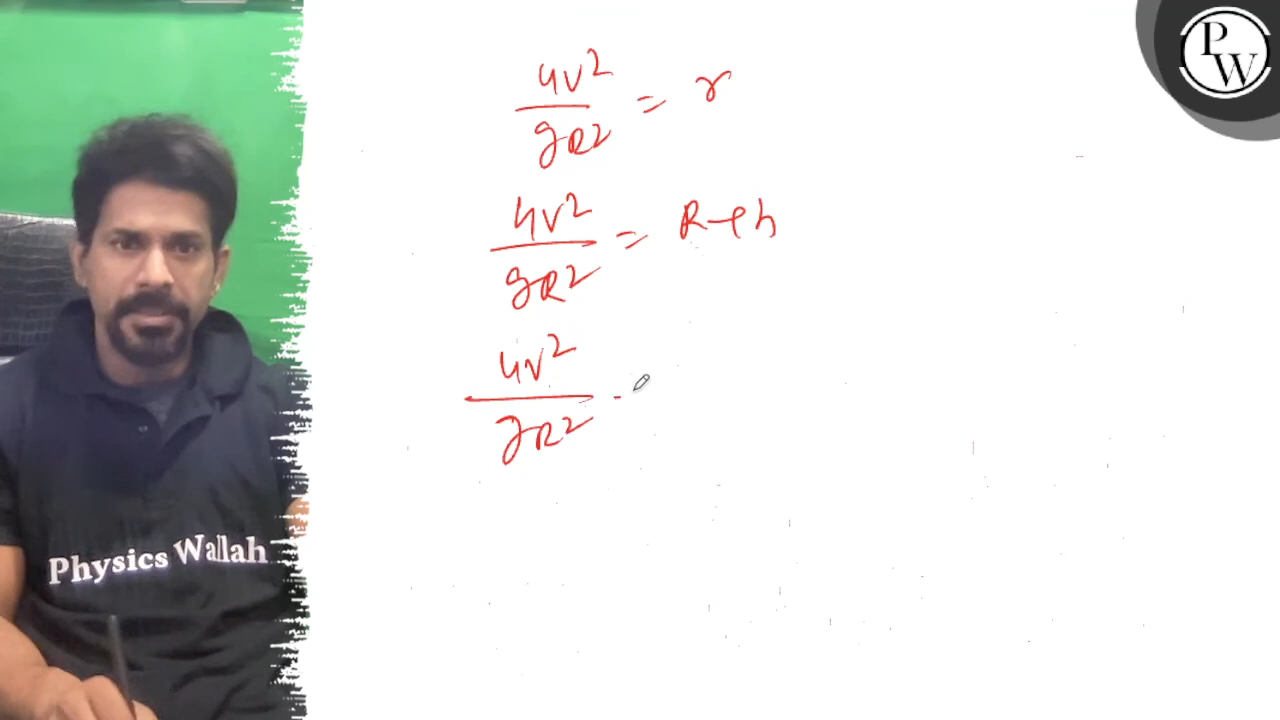 P
W
4v²
gR²
= r
4v²
gR²
= R+h
4v²
gR²
-
Physics Wallah